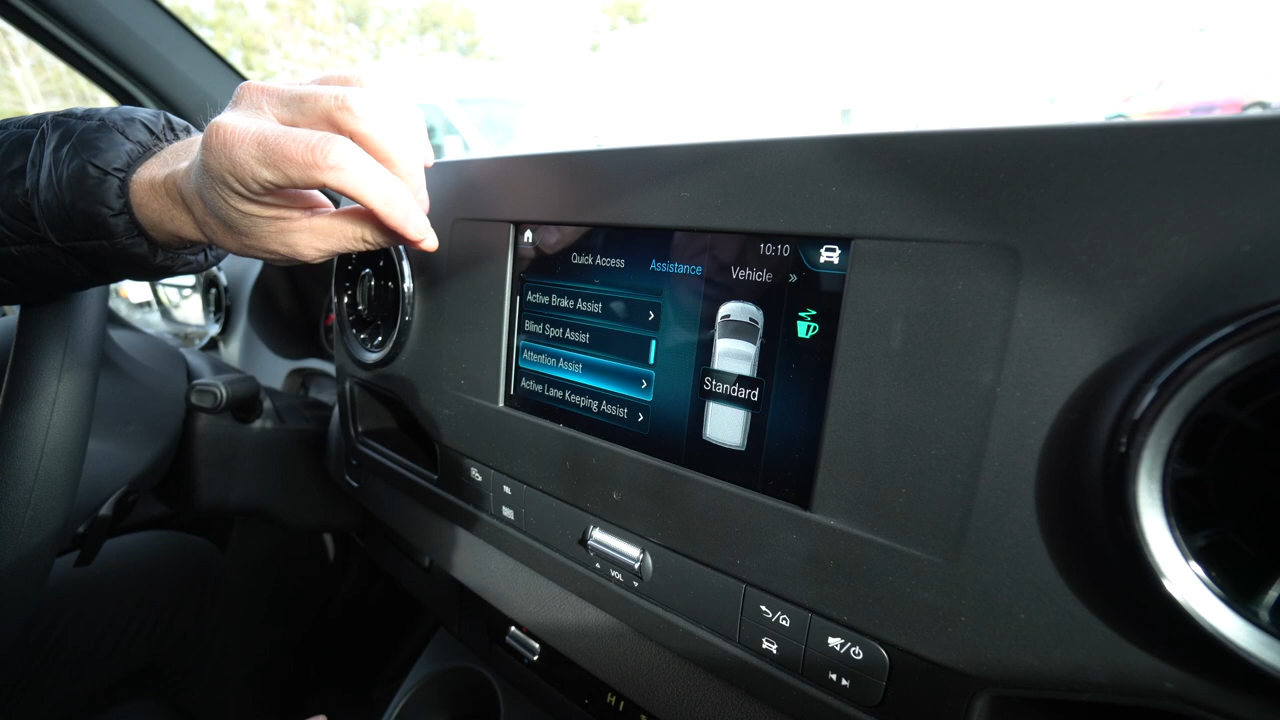 10:10
Quick Access
Assistance
Vehicle »
Active Brake Assist
Blind Spot Assist
Attention Assist
Active Lane Keeping Assist
Standard
TEL
VOL
HI